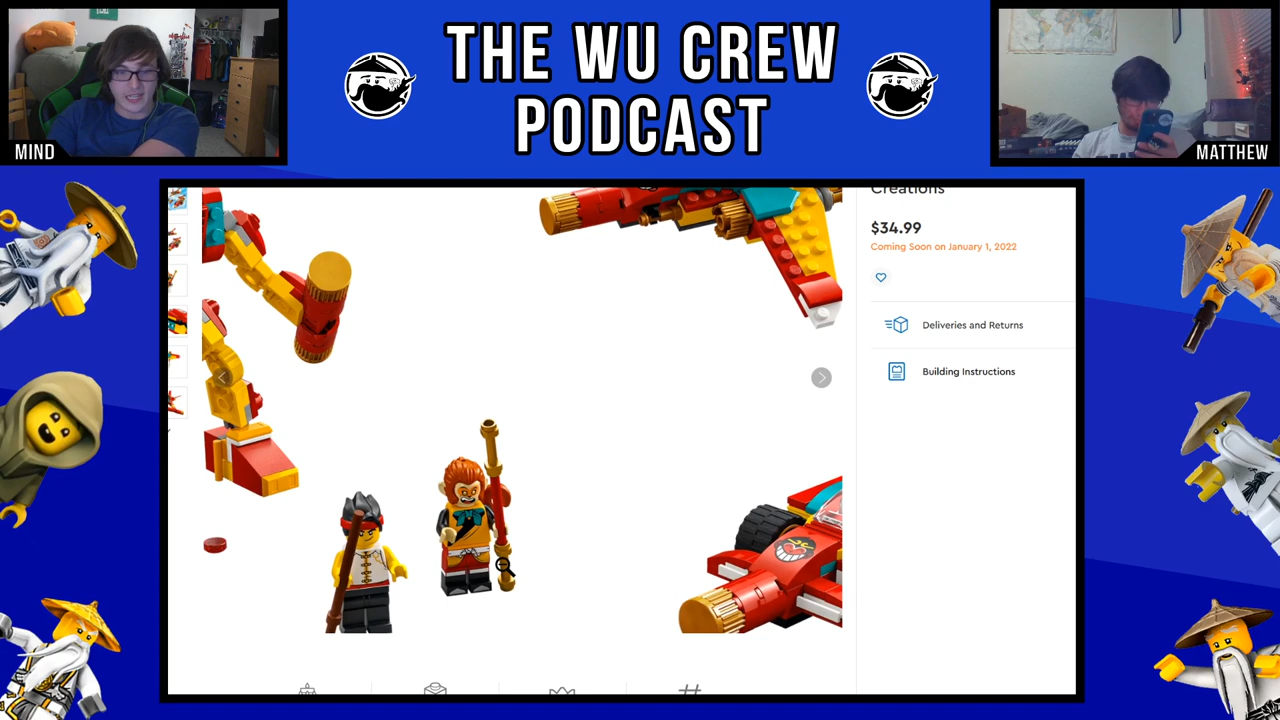 THE WU CREW
PODCAST
MIND
MATTHEW
Creations
$34.99
Coming Soon on January 1, 2022
Deliveries and Returns
Building Instructions
#